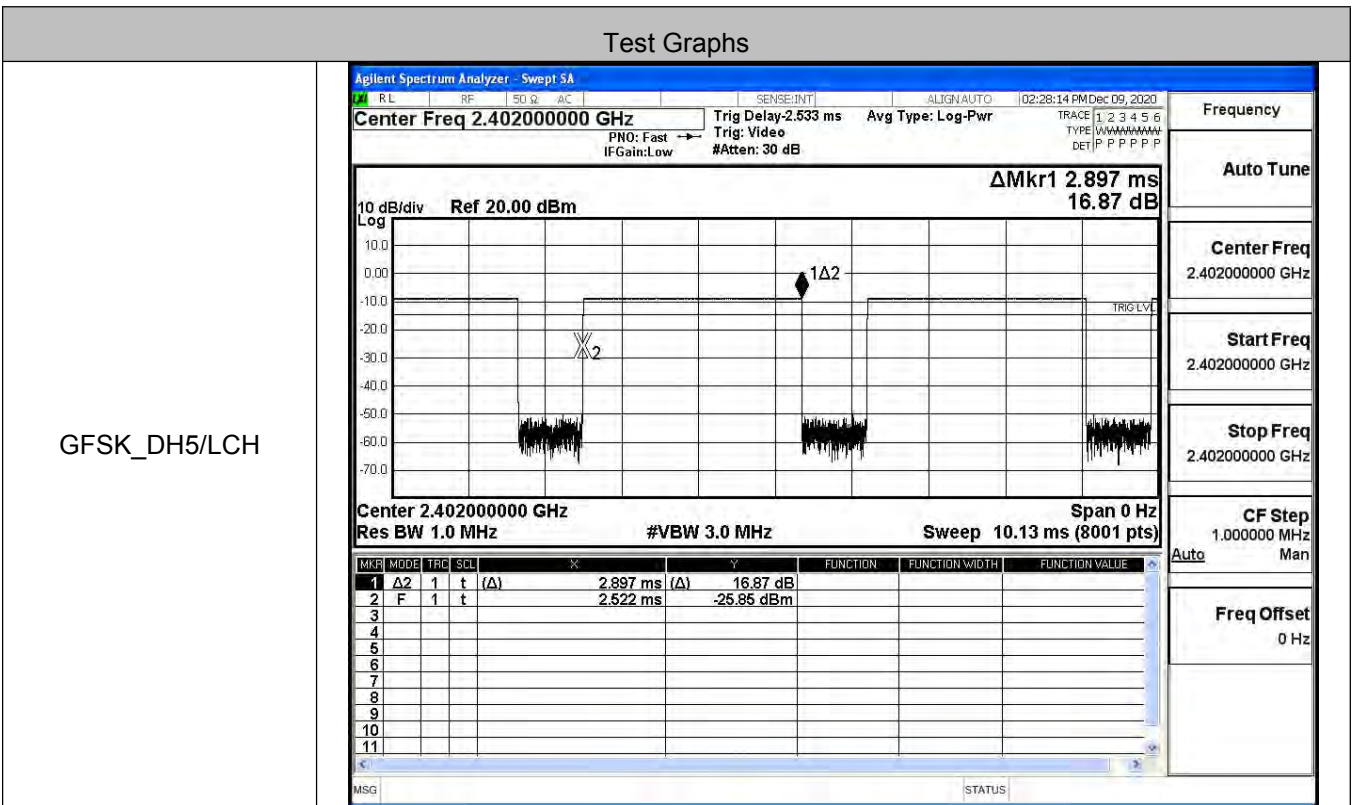 Test Graphs
GFSK_DH5/LCH
Agilent Spectrum Analyzer - Swept SA
RL RF 50 Ω AC SENSE:INT ALIGN AUTO 02:28:14 PM Dec 09, 2020
Center Freq 2.402000000 GHz Trig Delay-2.533 ms Avg Type: Log-Pwr TRACE 1 2 3 4 5 6
PNO: Fast Trig: Video TYPE WWWWWW
IFGain:Low #Atten: 30 dB DET P P P P P P
ΔMkr1 2.897 ms
16.87 dB
10 dB/div Ref 20.00 dBm
Log
10.0
0.00
-10.0
-20.0
-30.0
-40.0
-50.0
-60.0
-70.0
1Δ2
TRIG LVL
2
Center 2.402000000 GHz Span 0 Hz
Res BW 1.0 MHz #VBW 3.0 MHz Sweep 10.13 ms (8001 pts)
MKR MODE TRC SCL X Y FUNCTION FUNCTION WIDTH FUNCTION VALUE
1 Δ2 1 t (Δ) 2.897 ms (Δ) 16.87 dB
2 F 1 t 2.522 ms -25.85 dBm
3
4
5
6
7
8
9
10
11
MSG STATUS
Frequency
Auto Tune
Center Freq
2.402000000 GHz
Start Freq
2.402000000 GHz
Stop Freq
2.402000000 GHz
CF Step
1.000000 MHz
Auto Man
Freq Offset
0 Hz